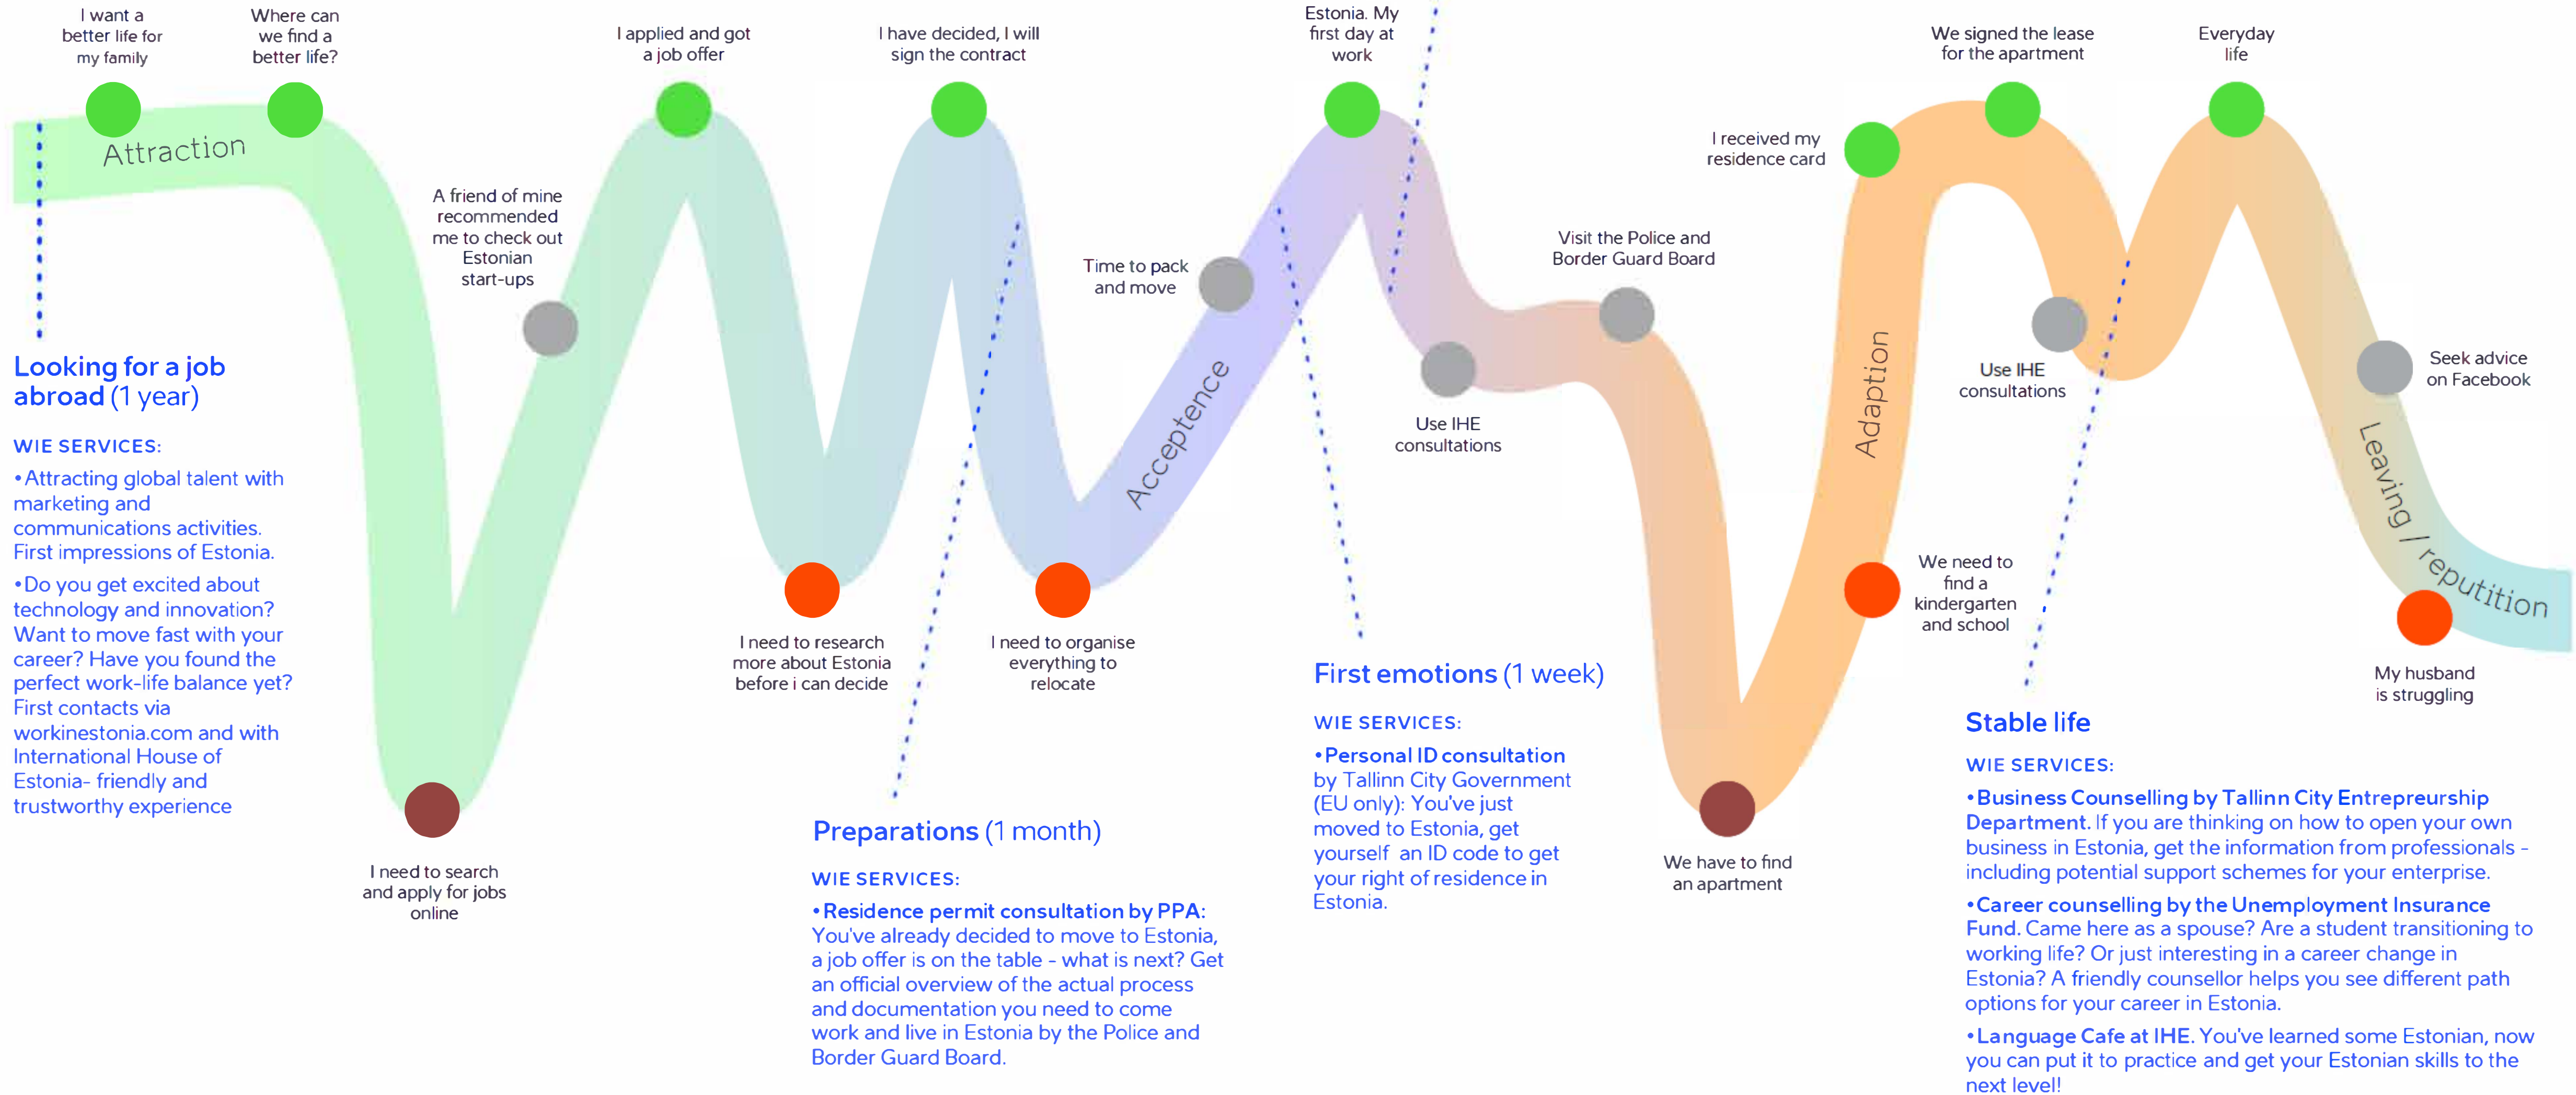 I want a
better life for
my family
Where can
we find a
better life?
I applied and got
a job offer
I have decided, I will
sign the contract
Estonia. My
first day at
work
We signed the lease
for the apartment
Everyday
life
Attraction
A friend of mine
recommended
me to check out
Estonian
start-ups
Time to pack
and move
Visit the Police and
Border Guard Board
I received my
residence card
Use IHE
consultations
Acceptence
Adaption
Use IHE
consultations
Seek advice
on Facebook
Leaving / reputition
I need to search
and apply for jobs
online
I need to research
more about Estonia
before i can decide
I need to organise
everything to
relocate
We have to find
an apartment
We need to
find a
kindergarten
and school
My husband
is struggling
Looking for a job
abroad (1 year)
WIE SERVICES:
•Attracting global talent with
marketing and
communications activities.
First impressions of Estonia.
•Do you get excited about
technology and innovation?
Want to move fast with your
career? Have you found the
perfect work-life balance yet?
First contacts via
workinestonia.com and with
International House of
Estonia- friendly and
trustworthy experience
Preparations (1 month)
WIE SERVICES:
•Residence permit consultation by PPA:
You've already decided to move to Estonia,
a job offer is on the table - what is next? Get
an official overview of the actual process
and documentation you need to come
work and live in Estonia by the Police and
Border Guard Board.
First emotions (1 week)
WIE SERVICES:
•Personal ID consultation
by Tallinn City Government
(EU only): You've just
moved to Estonia, get
yourself an ID code to get
your right of residence in
Estonia.
Stable life
WIE SERVICES:
•Business Counselling by Tallinn City Entrepreurship
Department. If you are thinking on how to open your own
business in Estonia, get the information from professionals -
including potential support schemes for your enterprise.
•Career counselling by the Unemployment Insurance
Fund. Came here as a spouse? Are a student transitioning to
working life? Or just interesting in a career change in
Estonia? A friendly counsellor helps you see different path
options for your career in Estonia.
•Language Cafe at IHE. You've learned some Estonian, now
you can put it to practice and get your Estonian skills to the
next level!